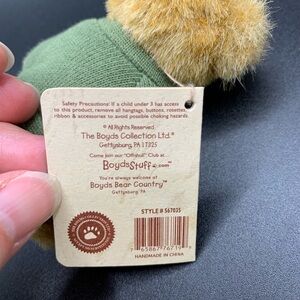 Safety Precautions: If a child under 3 has access
to this product, remove all hangtags, buttons, rosettes,
ribbon & accessories to avoid possible choking hazards.
© All Rights Reserved.
The Boyds Collection Ltd.®
Gettysburg, PA 17325
Come join our "Offishull" Club at...
BoydsStuff.com™
You're always welcome at
Boyds Bear Country™
Gettysburg PA
STYLE # 567035
HANDMADE IN CHINA